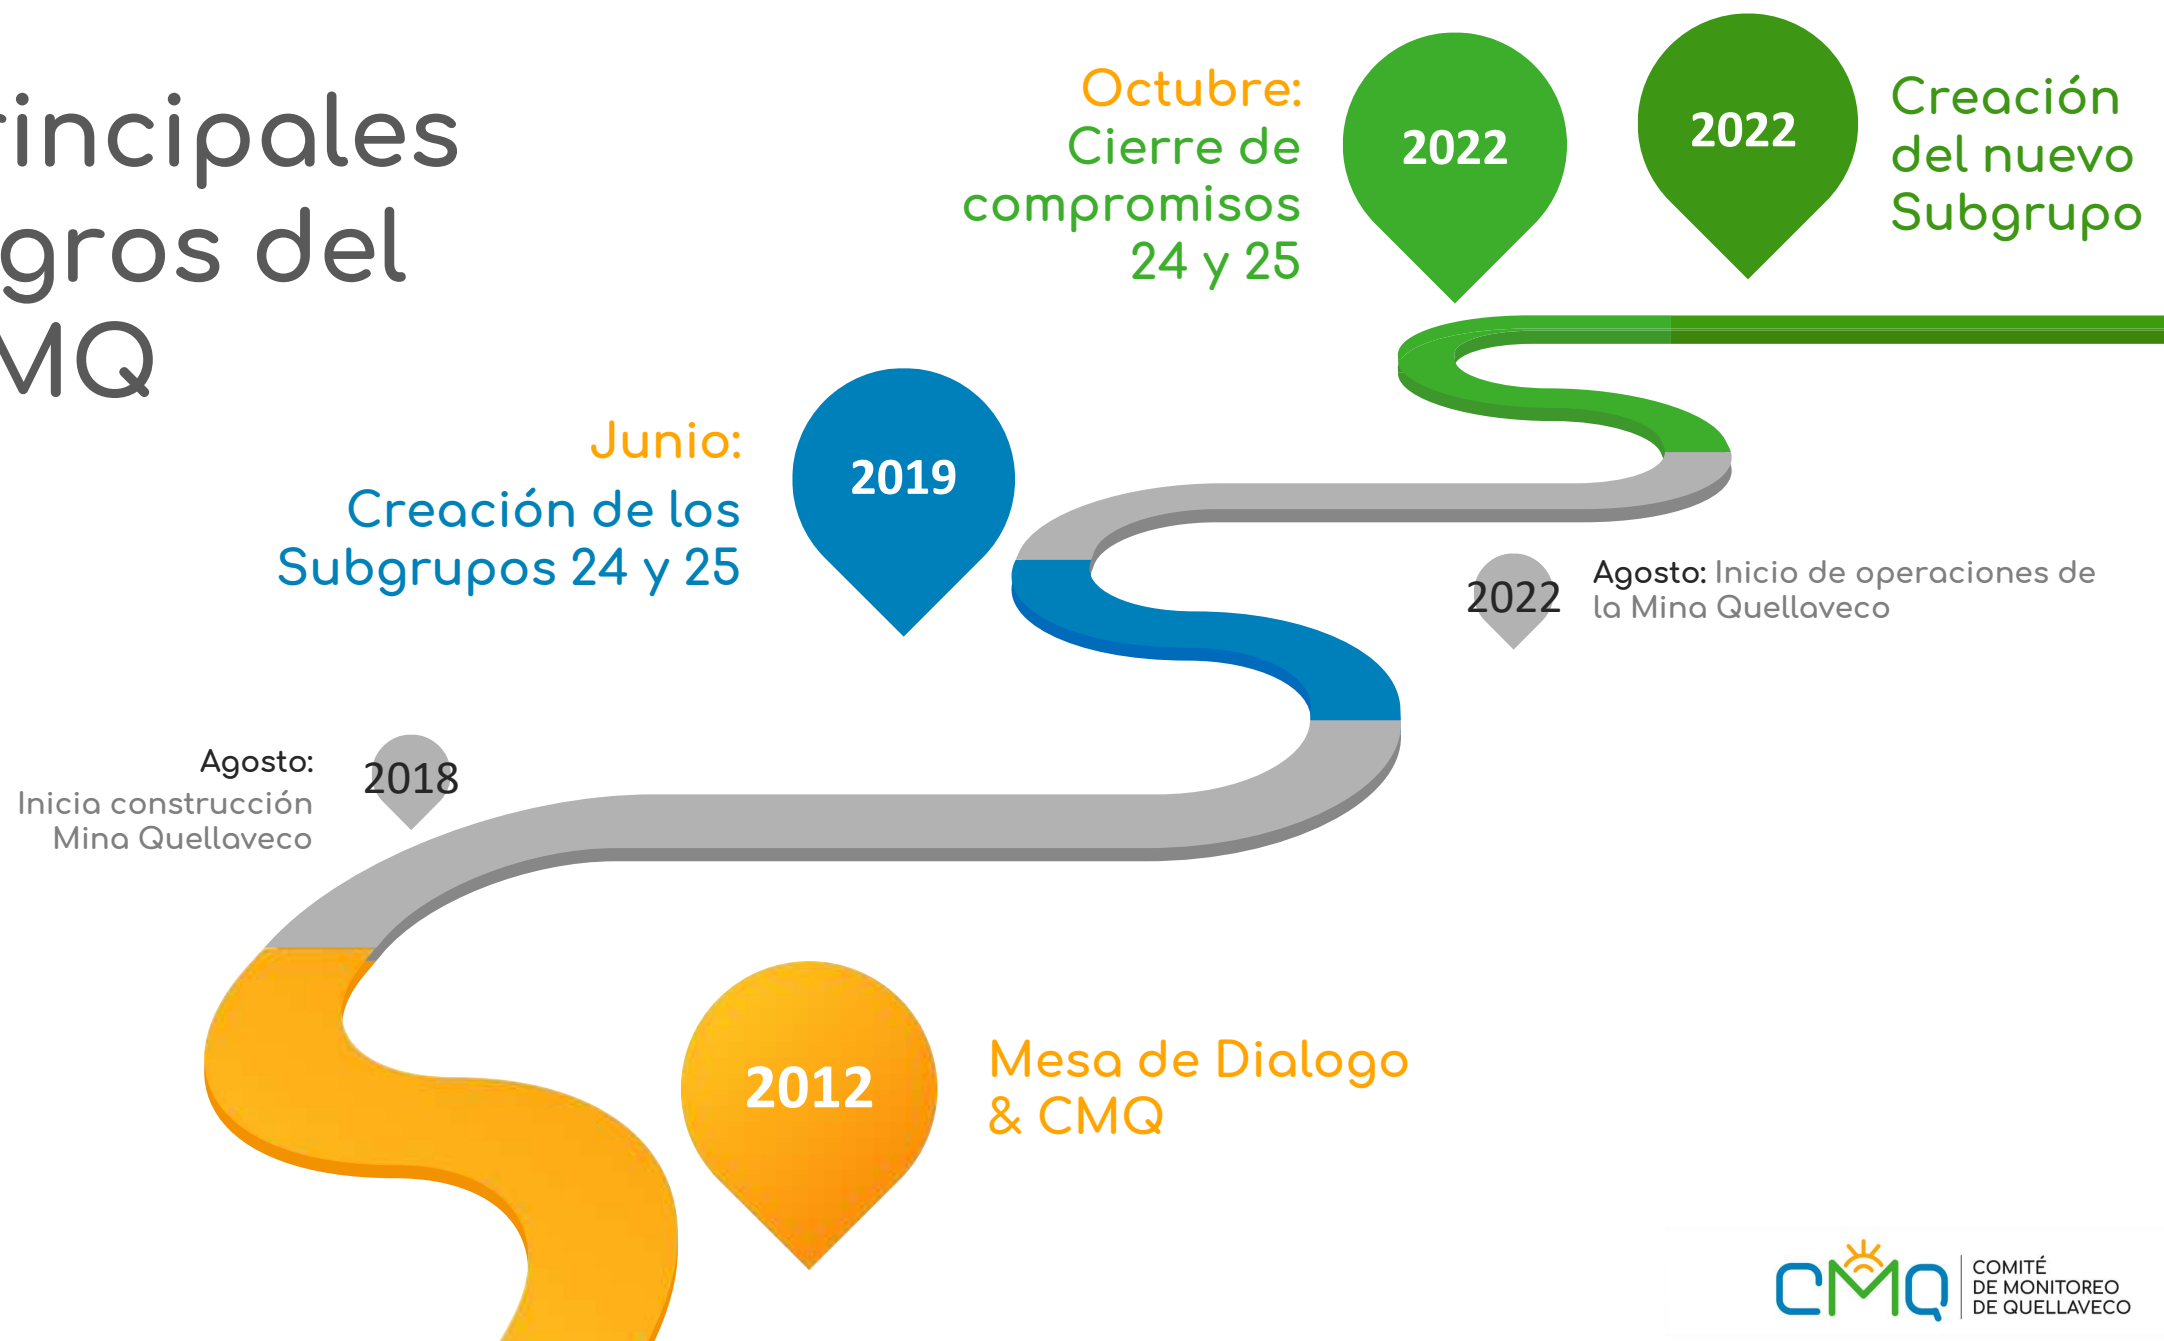 rincipales
gros del
MQ
Octubre:
Cierre de
compromisos
24 y 25
2022
2022
Creación
del nuevo
Subgrupo
Junio:
Creación de los
Subgrupos 24 y 25
2019
2022
Agosto: Inicio de operaciones de
la Mina Quellaveco
Agosto:
Inicia construcción
Mina Quellaveco
2018
2012
Mesa de Dialogo
& CMQ
CMQ
COMITÉ
DE MONITOREO
DE QUELLAVECO